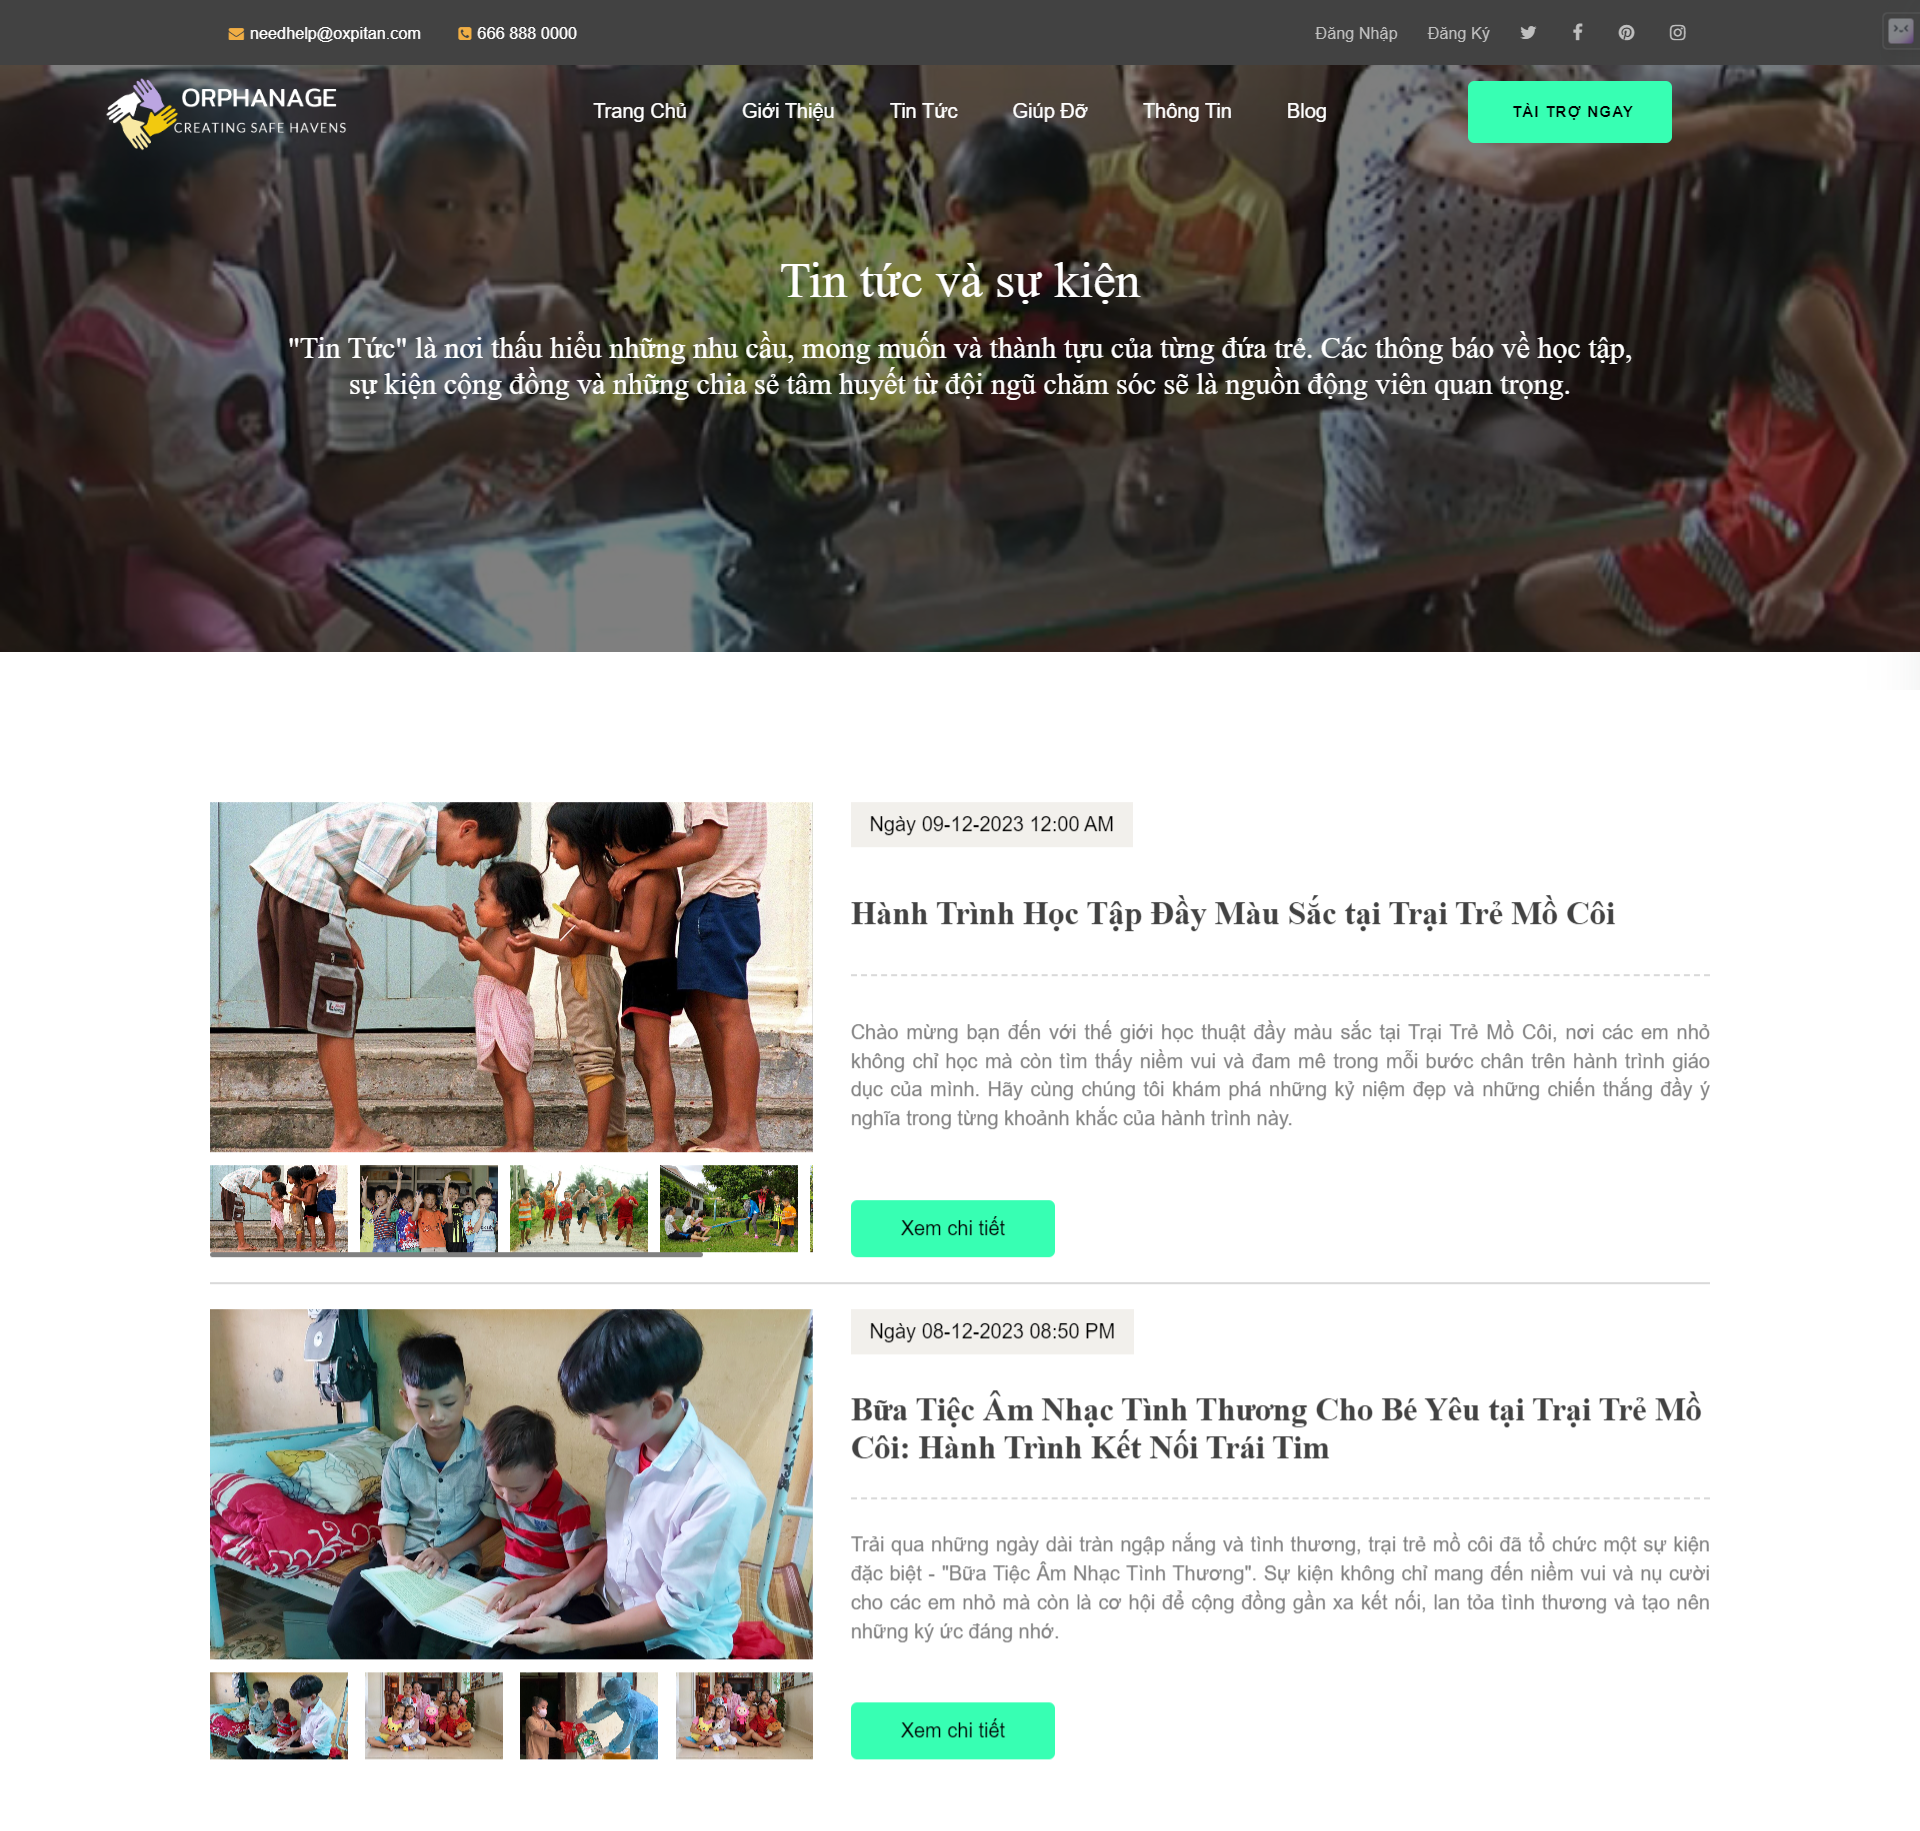 needhelp@oxpitan.com
666 888 0000
Đăng Nhập
Đăng Ký
ORPHANAGE
CREATING SAFE HAVENS
Trang Chủ
Giới Thiệu
Tin Tức
Giúp Đỡ
Thông Tin
Blog
TÀI TRỢ NGAY
Tin tức và sự kiện
"Tin Tức" là nơi thấu hiểu những nhu cầu, mong muốn và thành tựu của từng đứa trẻ. Các thông báo về học tập,
sự kiện cộng đồng và những chia sẻ tâm huyết từ đội ngũ chăm sóc sẽ là nguồn động viên quan trọng.
Ngày 09-12-2023 12:00 AM
Hành Trình Học Tập Đầy Màu Sắc tại Trại Trẻ Mồ Côi
Chào mừng bạn đến với thế giới học thuật đầy màu sắc tại Trại Trẻ Mồ Côi, nơi các em nhỏ
không chỉ học mà còn tìm thấy niềm vui và đam mê trong mỗi bước chân trên hành trình giáo
dục của mình. Hãy cùng chúng tôi khám phá những kỷ niệm đẹp và những chiến thắng đầy ý
nghĩa trong từng khoảnh khắc của hành trình này.
Xem chi tiết
Ngày 08-12-2023 08:50 PM
Bữa Tiệc Âm Nhạc Tình Thương Cho Bé Yêu tại Trại Trẻ Mồ
Côi: Hành Trình Kết Nối Trái Tim
Trải qua những ngày dài tràn ngập nắng và tình thương, trại trẻ mồ côi đã tổ chức một sự kiện
đặc biệt - "Bữa Tiệc Âm Nhạc Tình Thương". Sự kiện không chỉ mang đến niềm vui và nụ cười
cho các em nhỏ mà còn là cơ hội để cộng đồng gần xa kết nối, lan tỏa tình thương và tạo nên
những ký ức đáng nhớ.
Xem chi tiết